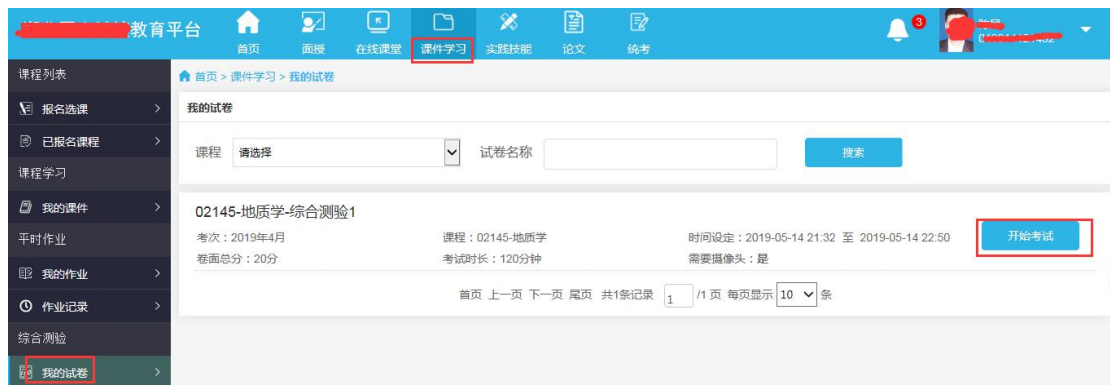 教育平台
首页 面授 在线课堂 课件学习 实践技能 论文 统考
3
课程列表
首页 > 课件学习 > 我的试卷
报名选课
已报名课程
课程学习
我的课件
平时作业
我的作业
作业记录
综合测验
我的试卷
我的试卷
课程 请选择 试卷名称 搜索
02145-地质学-综合测验1
考次：2019年4月 课程：02145-地质学 时间设定：2019-05-14 21:32 至 2019-05-14 22:50 开始考试
卷面总分：20分 考试时长：120分钟 需要摄像头：是
首页 上一页 下一页 尾页 共1条记录 1 /1 页 每页显示 10 条